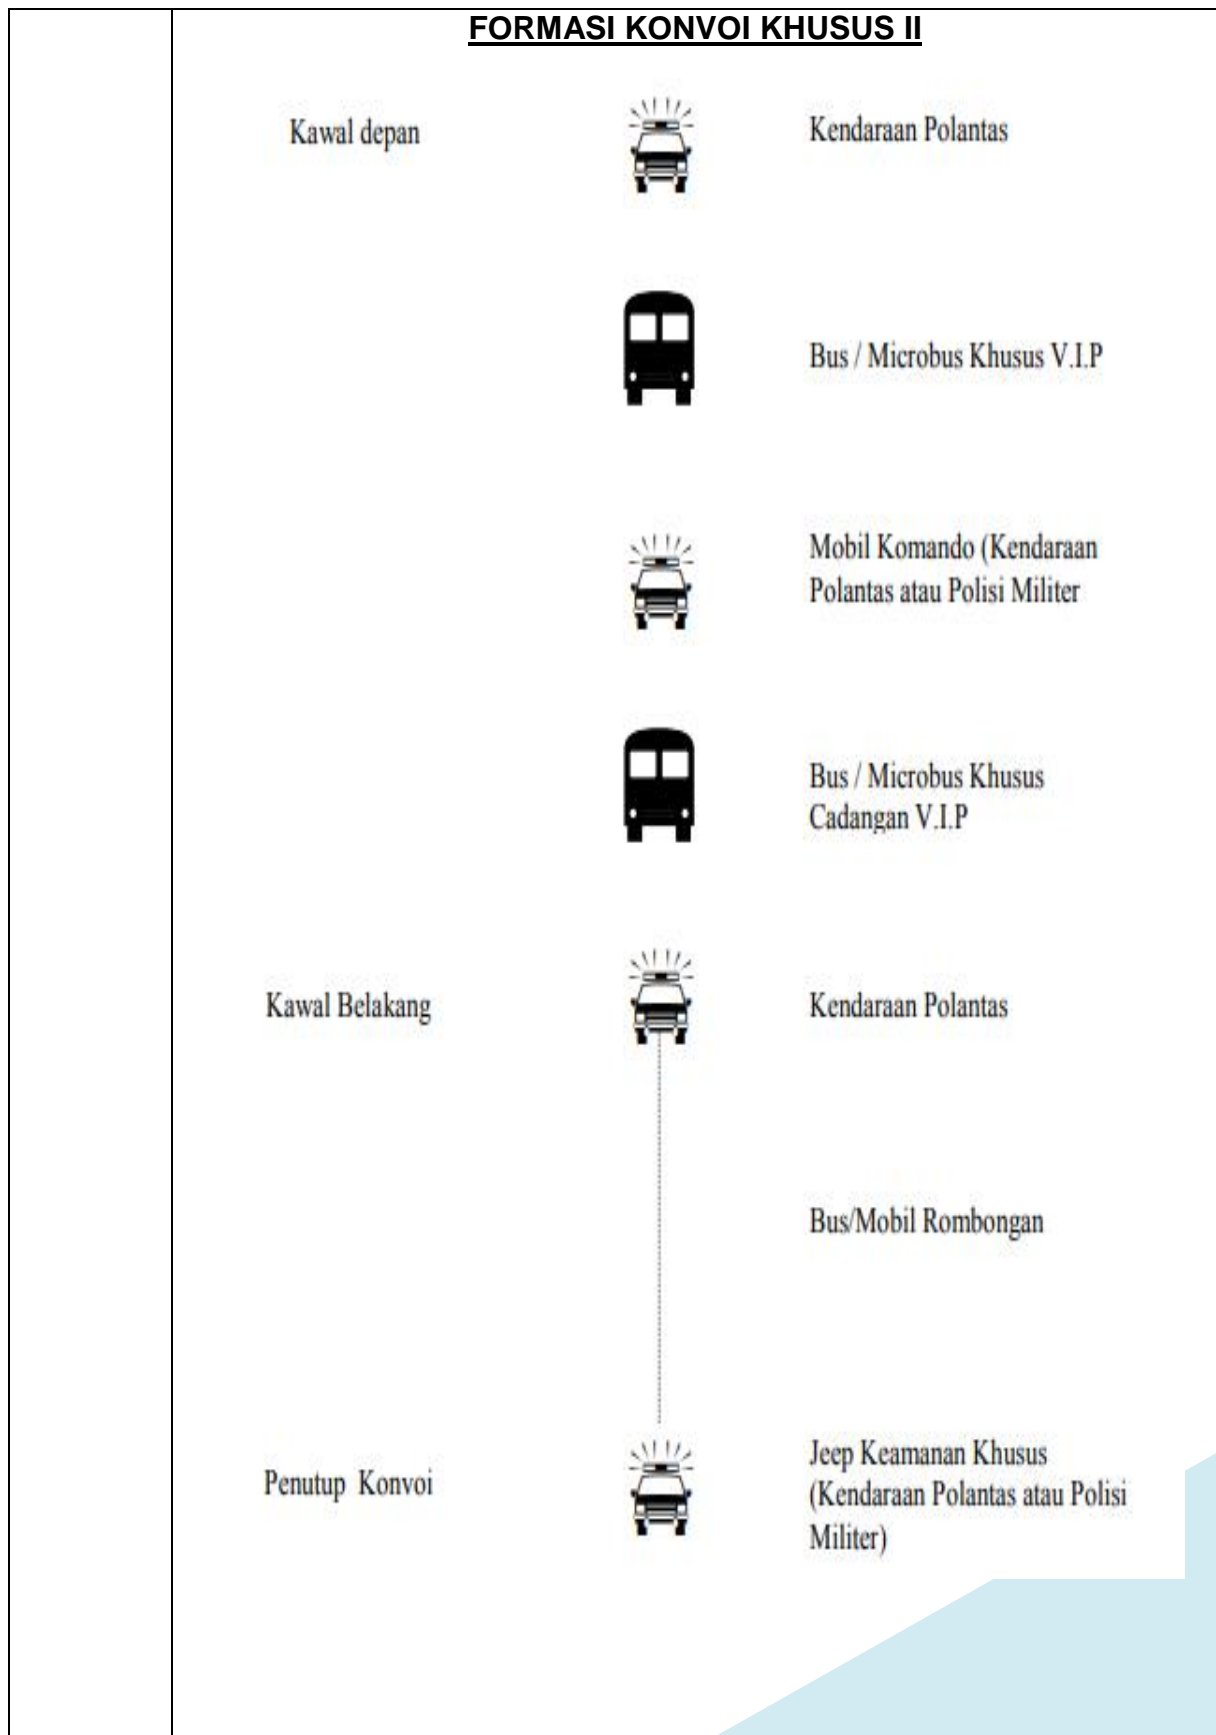 FORMASI KONVOI KHUSUS II
Kawal depan
Kendaraan Polantas
Bus / Microbus Khusus V.I.P
Mobil Komando (Kendaraan
Polantas atau Polisi Militer
Bus / Microbus Khusus
Cadangan V.I.P
Kawal Belakang
Kendaraan Polantas
Bus/Mobil Rombongan
Penutup Konvoi
Jeep Keamanan Khusus
(Kendaraan Polantas atau Polisi
Militer)